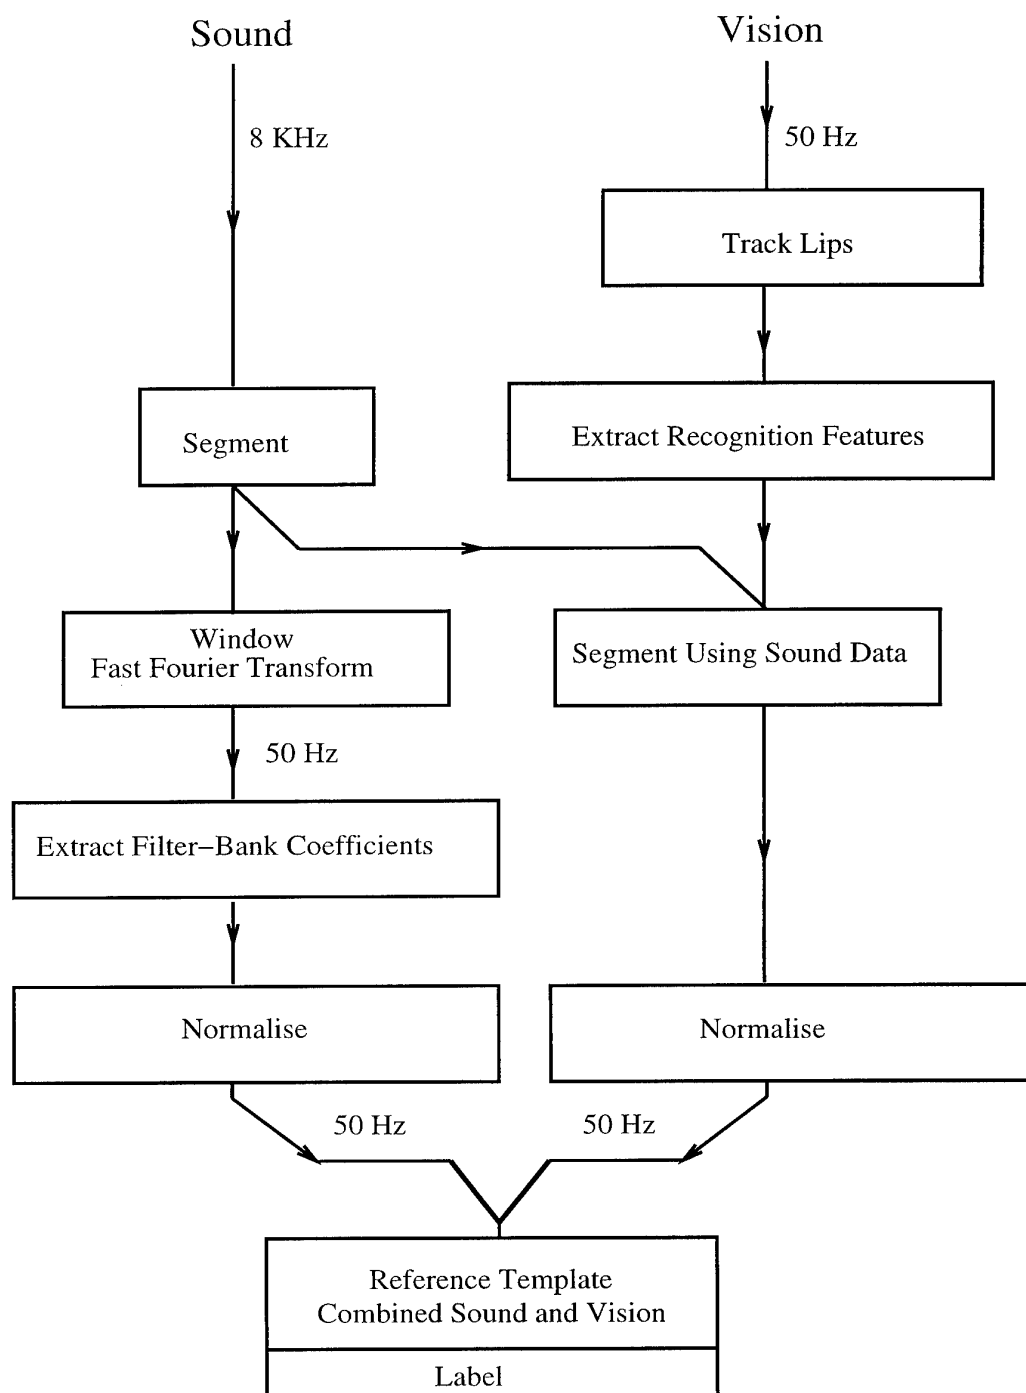 Sound
Vision
8 KHz
50 Hz
Track Lips
Extract Recognition Features
Segment
Window
Fast Fourier Transform
Segment Using Sound Data
50 Hz
Extract Filter−Bank Coefficients
Normalise
Normalise
50 Hz
50 Hz
Reference Template
Combined Sound and Vision
Label